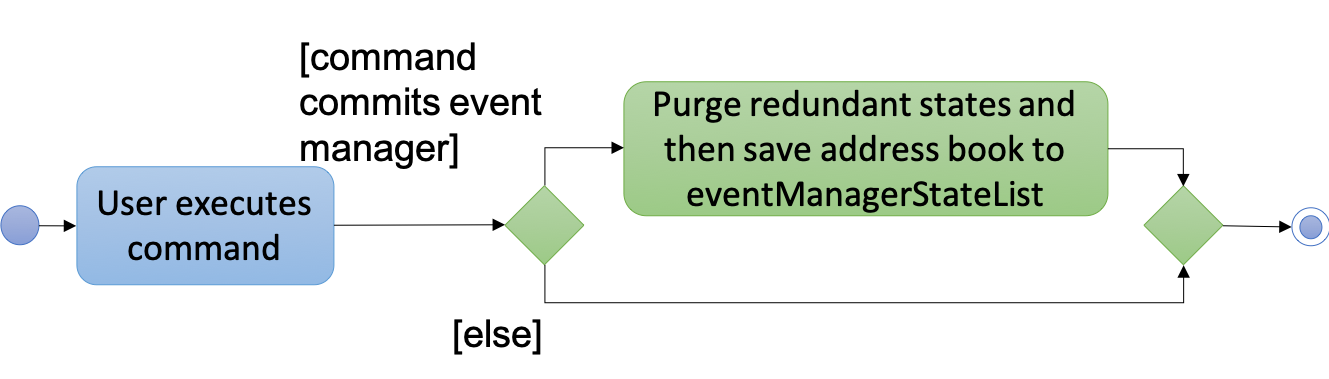 [command
commits event
manager]
User executes
command
Purge redundant states and
then save address book to
eventManagerStateList
[else]